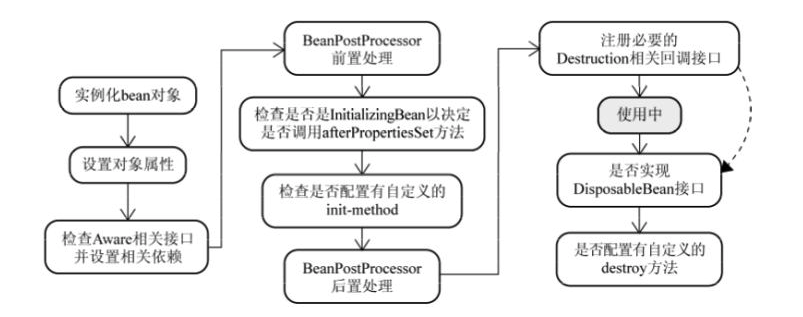 实例化bean对象
设置对象属性
检查Aware相关接口
并设置相关依赖
BeanPostProcessor
前置处理
检查是否是InitializingBean以决定
是否调用afterPropertiesSet方法
检查是否配置有自定义的
init-method
BeanPostProcessor
后置处理
注册必要的
Destruction相关回调接口
使用中
是否实现
DisposableBean接口
是否配置有自定义的
destroy方法